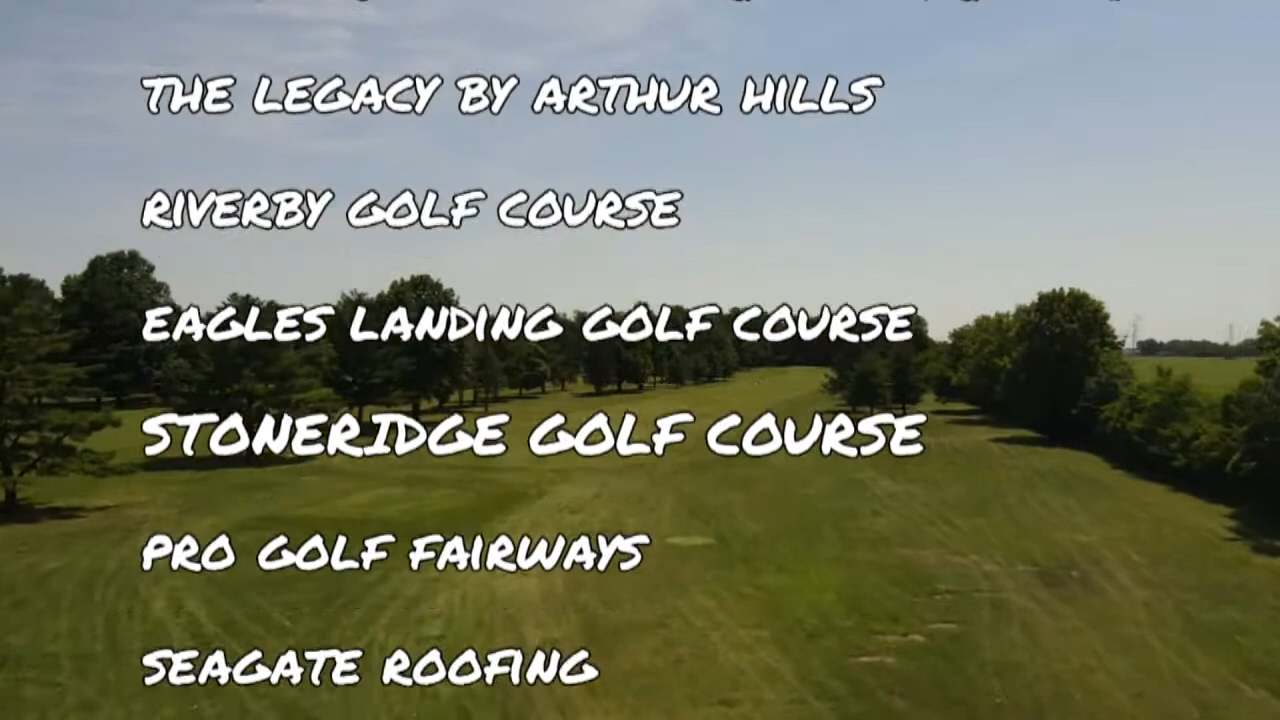 THE LEGACY BY ARTHUR HILLS
RIVERBY GOLF COURSE
EAGLES LANDING GOLF COURSE
STONERIDGE GOLF COURSE
PRO GOLF FAIRWAYS
SEAGATE ROOFING